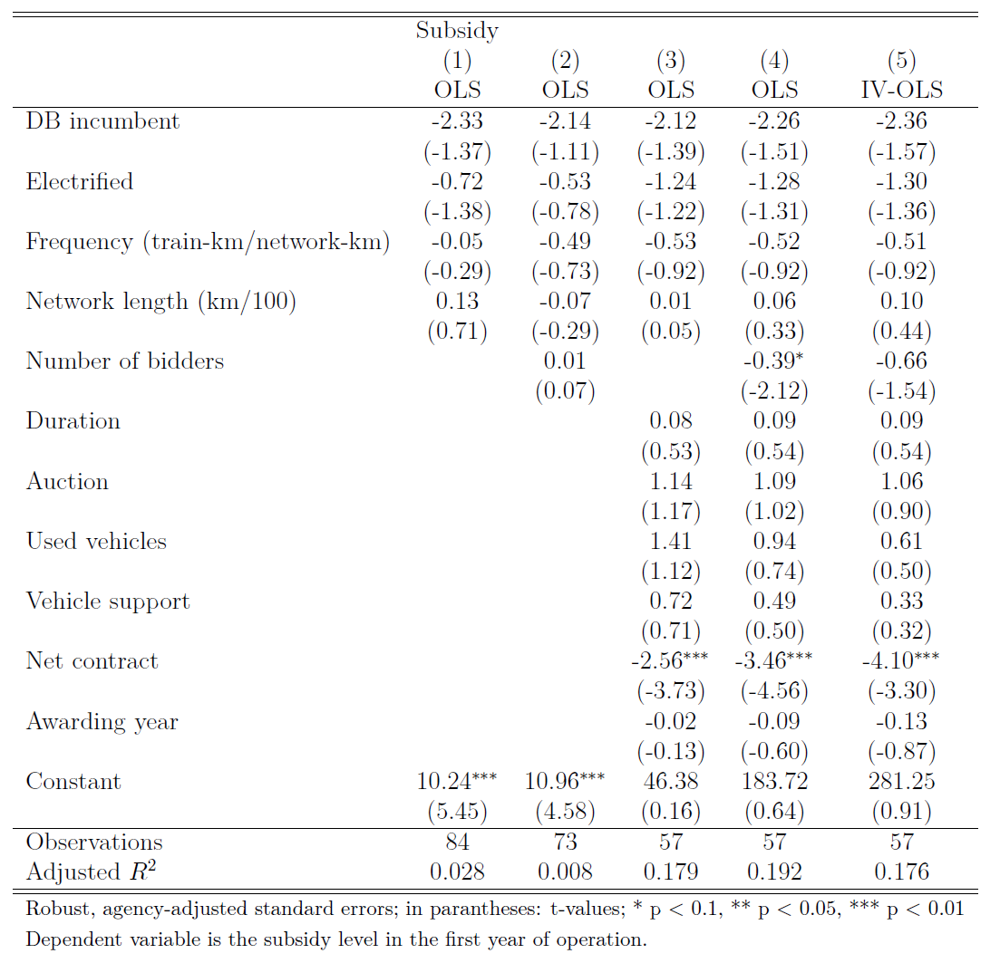 Subsidy
(1) (2) (3) (4) (5)
OLS OLS OLS OLS IV-OLS
DB incumbent -2.33 -2.14 -2.12 -2.26 -2.36
(-1.37) (-1.11) (-1.39) (-1.51) (-1.57)
Electrified -0.72 -0.53 -1.24 -1.28 -1.30
(-1.38) (-0.78) (-1.22) (-1.31) (-1.36)
Frequency (train-km/network-km) -0.05 -0.49 -0.53 -0.52 -0.51
(-0.29) (-0.73) (-0.92) (-0.92) (-0.92)
Network length (km/100) 0.13 -0.07 0.01 0.06 0.10
(0.71) (-0.29) (0.05) (0.33) (0.44)
Number of bidders 0.01 -0.39* -0.66
(0.07) (-2.12) (-1.54)
Duration 0.08 0.09 0.09
(0.53) (0.54) (0.54)
Auction 1.14 1.09 1.06
(1.17) (1.02) (0.90)
Used vehicles 1.41 0.94 0.61
(1.12) (0.74) (0.50)
Vehicle support 0.72 0.49 0.33
(0.71) (0.50) (0.32)
Net contract -2.56*** -3.46*** -4.10***
(-3.73) (-4.56) (-3.30)
Awarding year -0.02 -0.09 -0.13
(-0.13) (-0.60) (-0.87)
Constant 10.24*** 10.96*** 46.38 183.72 281.25
(5.45) (4.58) (0.16) (0.64) (0.91)
Observations 84 73 57 57 57
Adjusted R² 0.028 0.008 0.179 0.192 0.176
Robust, agency-adjusted standard errors; in parantheses: t-values; * p < 0.1, ** p < 0.05, *** p < 0.01
Dependent variable is the subsidy level in the first year of operation.